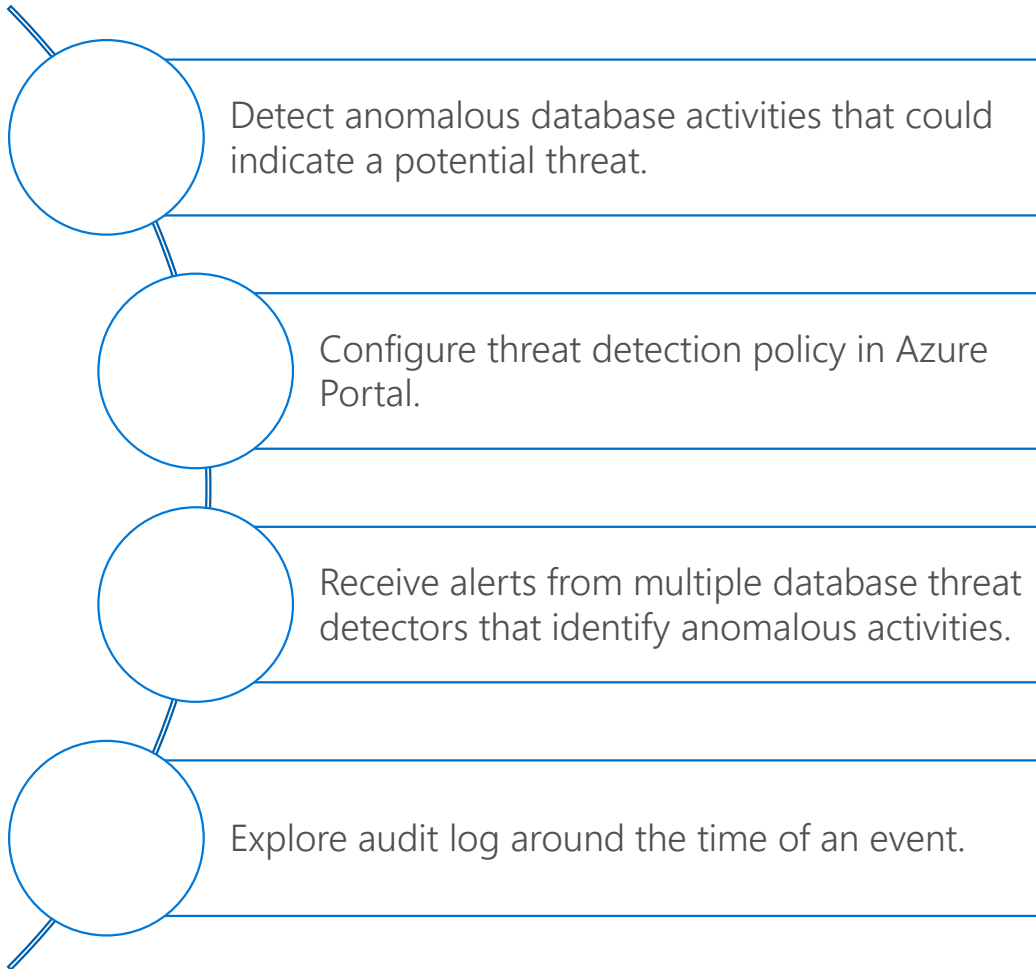 Detect anomalous database activities that could
indicate a potential threat.
Configure threat detection policy in Azure
Portal.
Receive alerts from multiple database threat
detectors that identify anomalous activities.
Explore audit log around the time of an event.